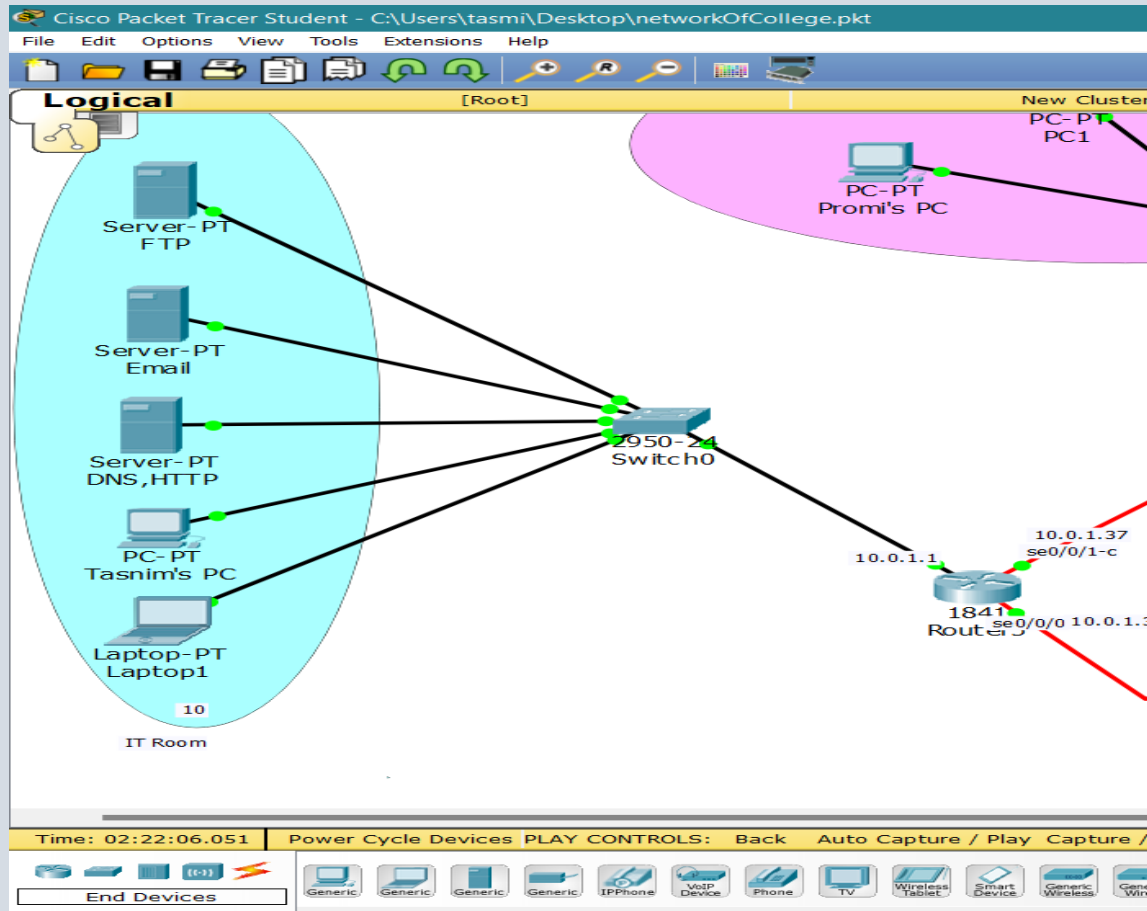 Cisco Packet Tracer Student - C:\Users\tasmi\Desktop\networkOfCollege.pkt
File Edit Options View Tools Extensions Help
Logical [Root] New Cluster
PC-PT
PC1
PC-PT
Promi's PC
Server-PT
FTP
Server-PT
Email
Server-PT
DNS,HTTP
PC-PT
Tasnim's PC
Laptop-PT
Laptop1
10
IT Room
2950-24
Switch0
10.0.1.1
10.0.1.37
se0/0/1-c
1841
se0/0/0 10.0.1.3
Time: 02:22:06.051 Power Cycle Devices PLAY CONTROLS: Back Auto Capture / Play Capture /
End Devices
Generic Generic Generic Generic IPPhone VoIP Device Phone TV Wireless Tablet Smart Device Generic Wireless